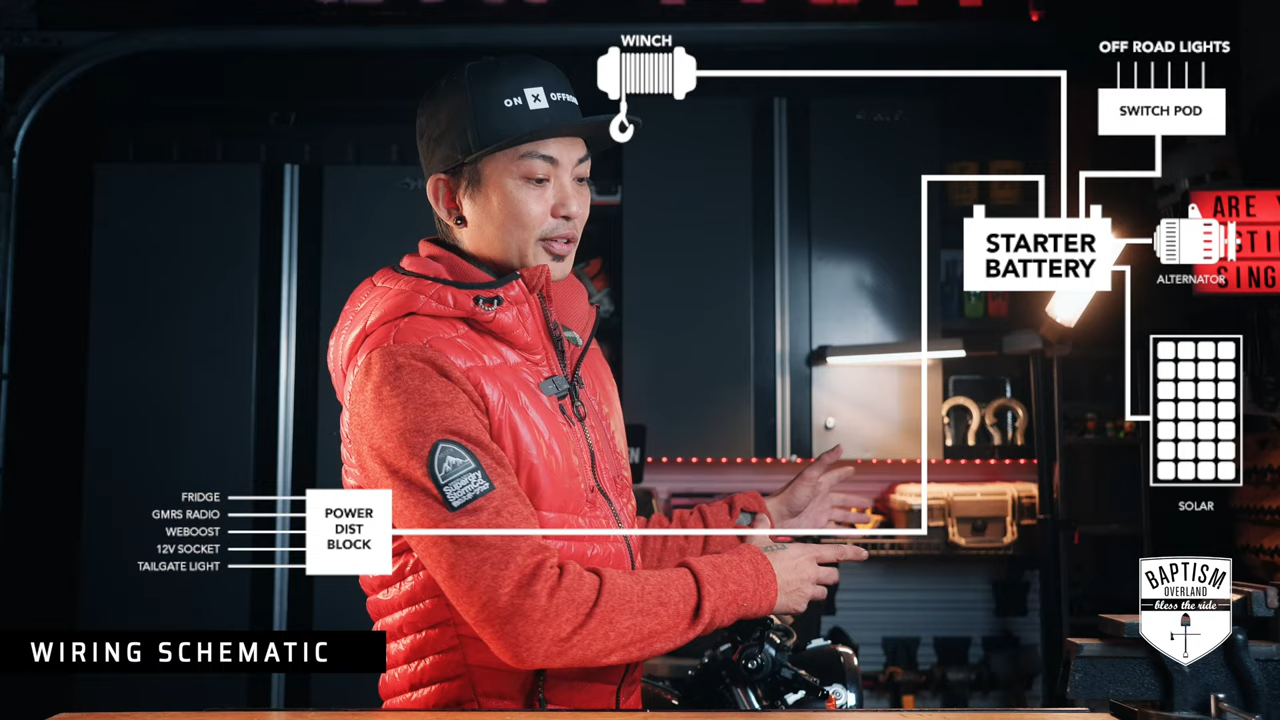 WINCH
OFF ROAD LIGHTS
SWITCH POD
ON X OFFROAD
STARTER
BATTERY
ALTERNATOR
ARE
SING
SOLAR
Superdry
FRIDGE
GMRS RADIO
WEBOOST
12V SOCKET
TAILGATE LIGHT
POWER
DIST
BLOCK
BAPTISM
OVERLAND
bless the ride
WIRING SCHEMATIC